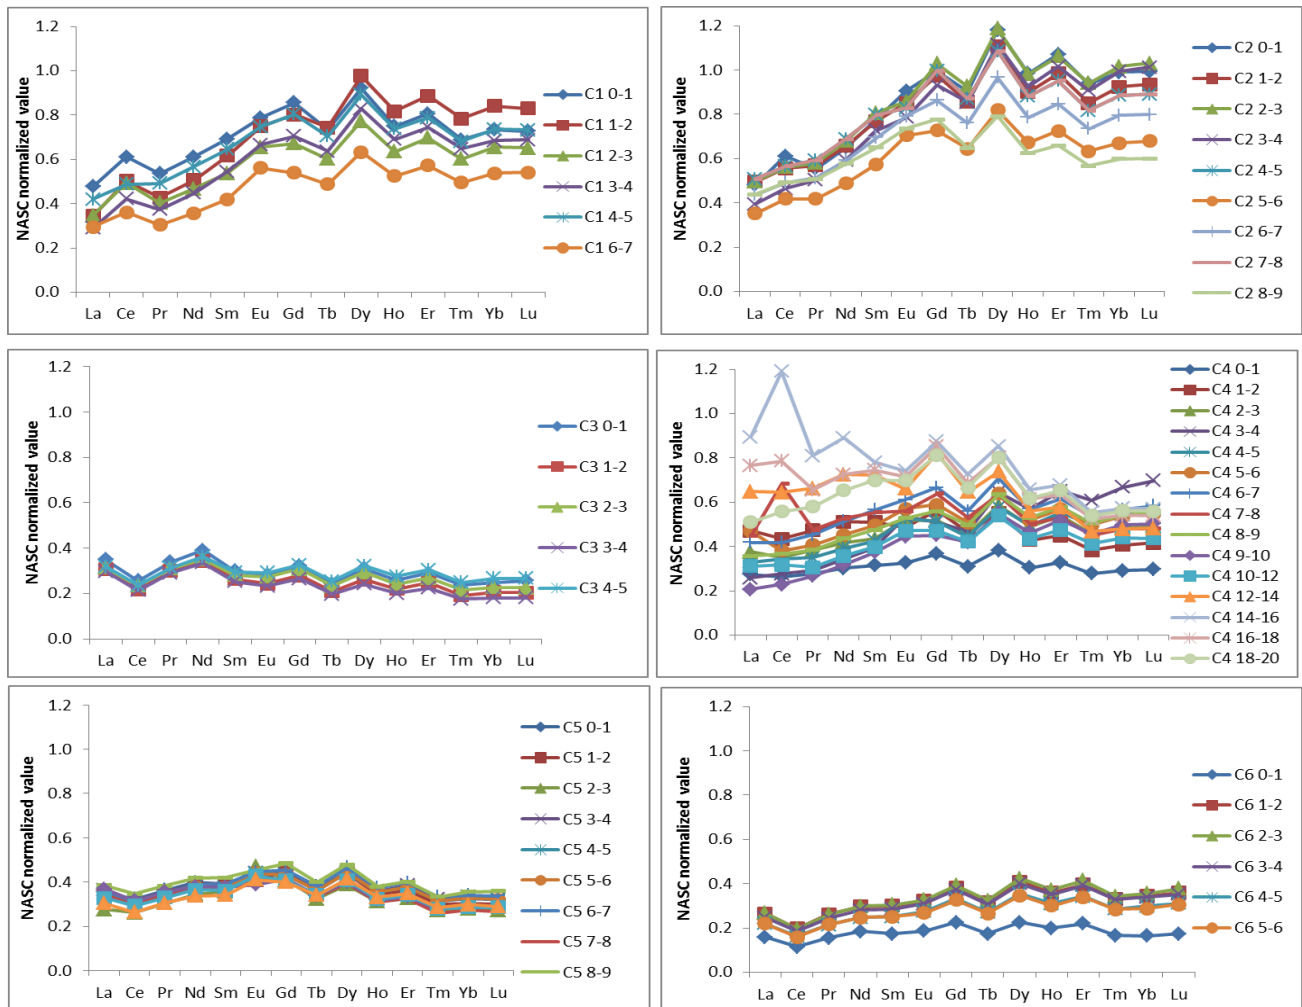 NASC normalized value
1.2
1.0
0.8
0.6
0.4
0.2
0.0
La Ce Pr Nd Sm Eu Gd Tb Dy Ho Er Tm Yb Lu
C1 0-1
C1 1-2
C1 2-3
C1 3-4
C1 4-5
C1 6-7
NASC normalized value
1.2
1.0
0.8
0.6
0.4
0.2
0.0
La Ce Pr Nd Sm Eu Gd Tb Dy Ho Er Tm Yb Lu
C2 0-1
C2 1-2
C2 2-3
C2 3-4
C2 4-5
C2 5-6
C2 6-7
C2 7-8
C2 8-9
NASC normalized value
1.2
1.0
0.8
0.6
0.4
0.2
0.0
La Ce Pr Nd Sm Eu Gd Tb Dy Ho Er Tm Yb Lu
C3 0-1
C3 1-2
C3 2-3
C3 3-4
C3 4-5
NASC normalized value
1.2
1.0
0.8
0.6
0.4
0.2
0.0
La Ce Pr Nd Sm Eu Gd Tb Dy Ho Er Tm Yb Lu
C4 0-1
C4 1-2
C4 2-3
C4 3-4
C4 4-5
C4 5-6
C4 6-7
C4 7-8
C4 8-9
C4 9-10
C4 10-12
C4 12-14
C4 14-16
C4 16-18
C4 18-20
NASC normalized value
1.2
1.0
0.8
0.6
0.4
0.2
0.0
La Ce Pr Nd Sm Eu Gd Tb Dy Ho Er Tm Yb Lu
C5 0-1
C5 1-2
C5 2-3
C5 3-4
C5 4-5
C5 5-6
C5 6-7
C5 7-8
C5 8-9
NASC normalized value
1.2
1.0
0.8
0.6
0.4
0.2
0.0
La Ce Pr Nd Sm Eu Gd Tb Dy Ho Er Tm Yb Lu
C6 0-1
C6 1-2
C6 2-3
C6 3-4
C6 4-5
C6 5-6